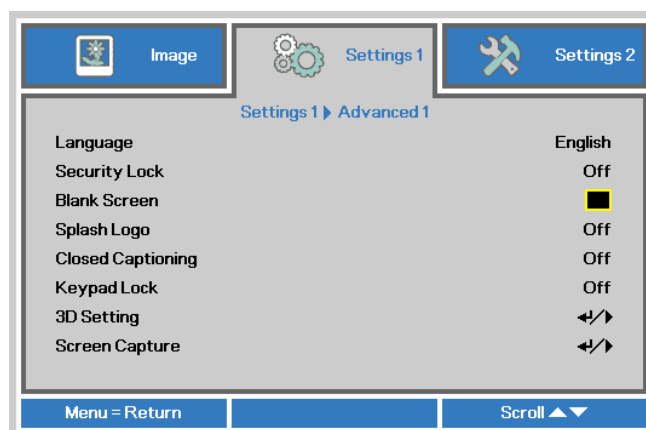 Image Settings 1 Settings 2
Settings 1 ▶ Advanced 1
Language English
Security Lock Off
Blank Screen
Splash Logo Off
Closed Captioning Off
Keypad Lock Off
3D Setting ↵/▶
Screen Capture ↵/▶
Menu = Return Scroll ▲▼